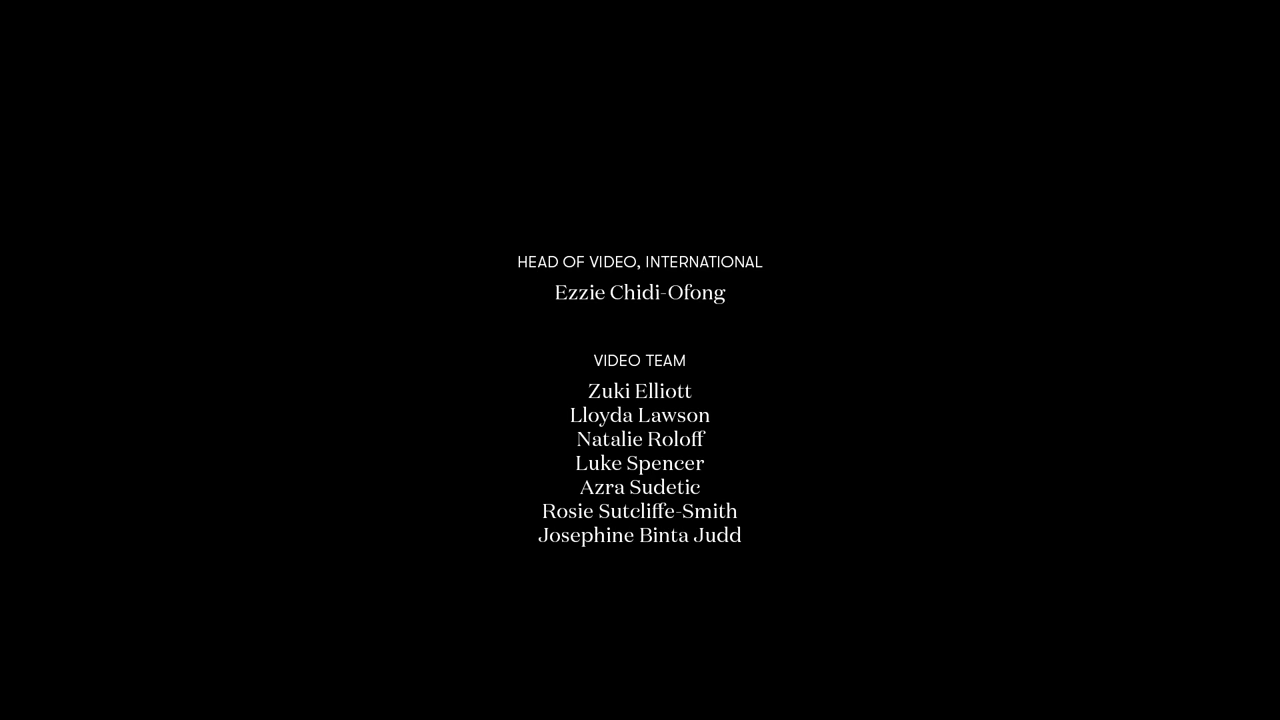 HEAD OF VIDEO, INTERNATIONAL
Ezzie Chidi-Ofong
VIDEO TEAM
Zuki Elliott
Lloyda Lawson
Natalie Roloff
Luke Spencer
Azra Sudetic
Rosie Sutcliffe-Smith
Josephine Binta Judd